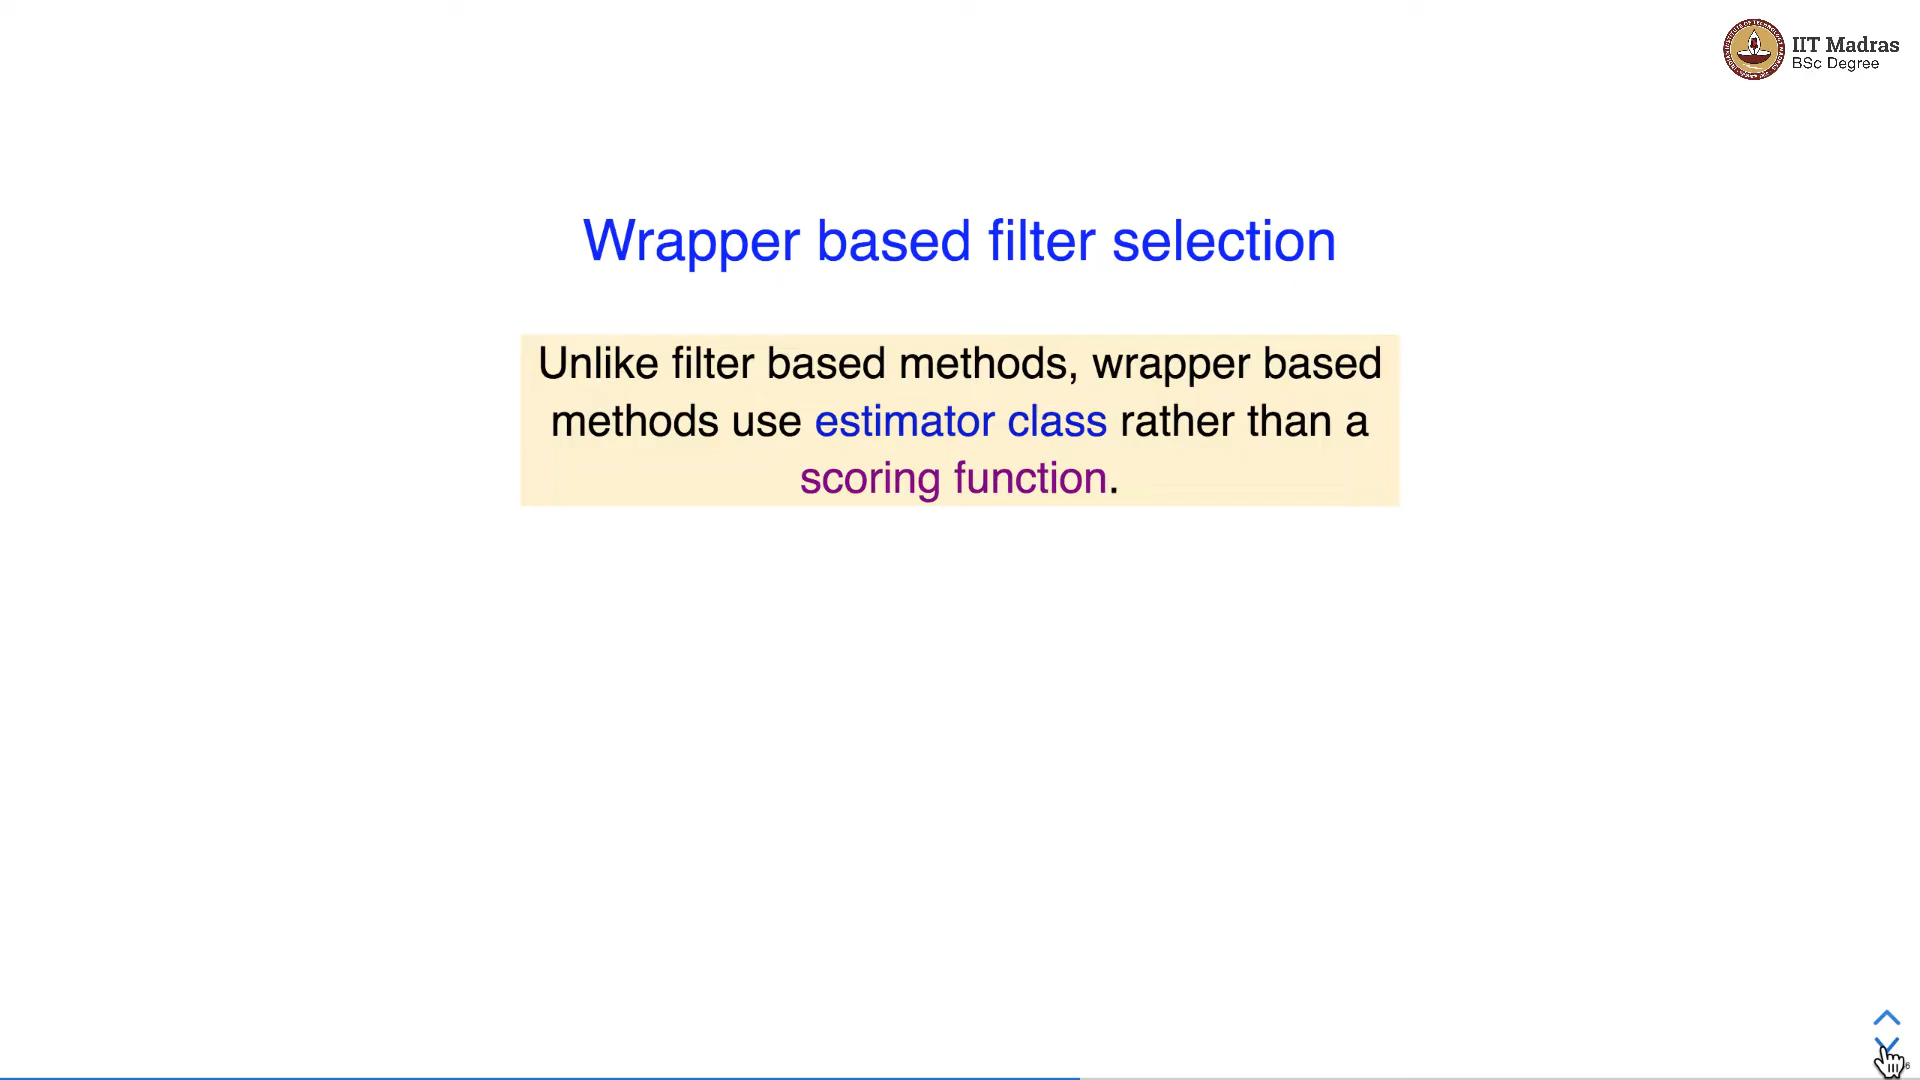 IIT Madras
BSc Degree
Wrapper based filter selection
Unlike filter based methods, wrapper based
methods use estimator class rather than a
scoring function.